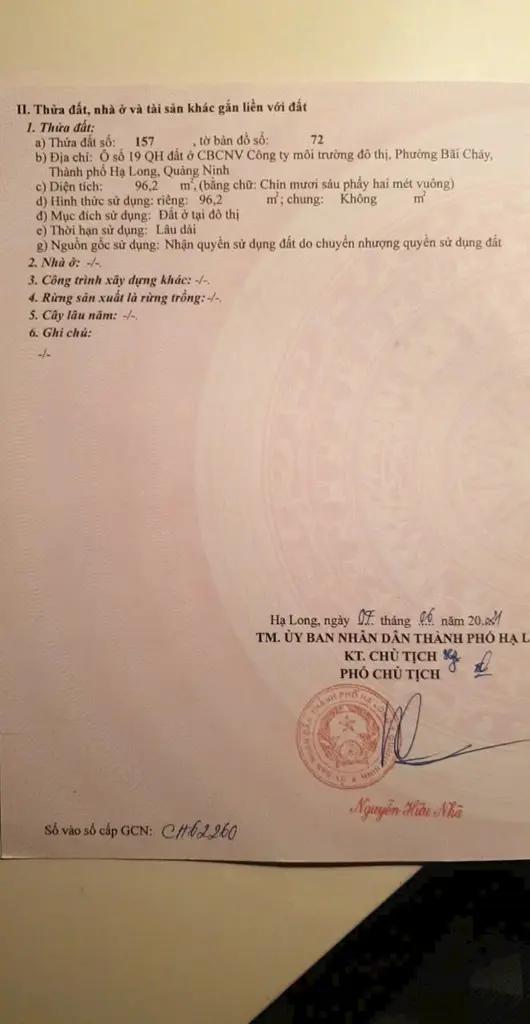 II. Thửa đất, nhà ở và tài sản khác gắn liền với đất
1. Thửa đất:
a) Thửa đất số: 157 , tờ bản đồ số: 72
b) Địa chỉ: Ô số 19 QH đất ở CBCNV Công ty môi trường đô thị, Phường Bãi Cháy,
Thành phố Hạ Long, Quảng Ninh
c) Diện tích: 96,2 m², (bằng chữ: Chín mươi sáu phẩy hai mét vuông)
d) Hình thức sử dụng: riêng: 96,2 m²; chung: Không m²
đ) Mục đích sử dụng: Đất ở tại đô thị
e) Thời hạn sử dụng: Lâu dài
g) Nguồn gốc sử dụng: Nhận quyền sử dụng đất do chuyển nhượng quyền sử dụng đất
2. Nhà ở: -/-.
3. Công trình xây dựng khác: -/-.
4. Rừng sản xuất là rừng trồng: -/-.
5. Cây lâu năm: -/-.
6. Ghi chú:
-/-
Hạ Long, ngày 07 tháng 06 năm 2021
TM. ỦY BAN NHÂN DÂN THÀNH PHỐ HẠ L
KT. CHỦ TỊCH
PHÓ CHỦ TỊCH
Nguyễn Hữu Nhã
Số vào sổ cấp GCN: CH62260